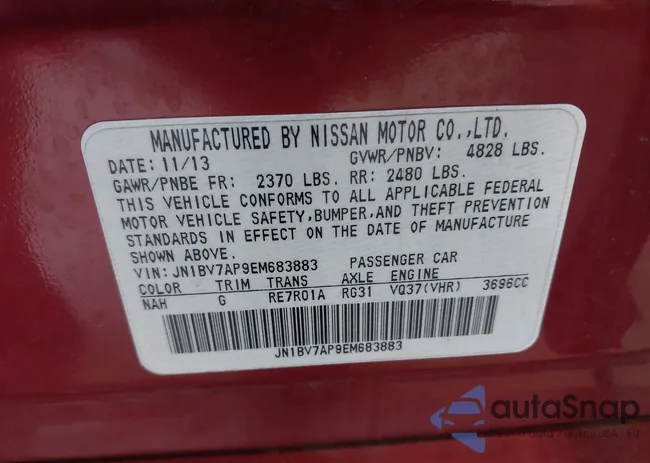 MANUFACTURED BY NISSAN MOTOR CO.,LTD.
DATE: 11/13 GVWR/PNBV: 4828 LBS.
GAWR/PNBE FR: 2370 LBS. RR: 2480 LBS.
THIS VEHICLE CONFORMS TO ALL APPLICABLE FEDERAL
MOTOR VEHICLE SAFETY,BUMPER,AND THEFT PREVENTION
STANDARDS IN EFFECT ON THE DATE OF MANUFACTURE
SHOWN ABOVE.
VIN: JN1BV7AP9EM683883 PASSENGER CAR
COLOR TRIM TRANS AXLE ENGINE
NAH G RE7R01A RG31 VQ37(VHR) 3696CC
JN1BV7AP9EM683883
autoSnap